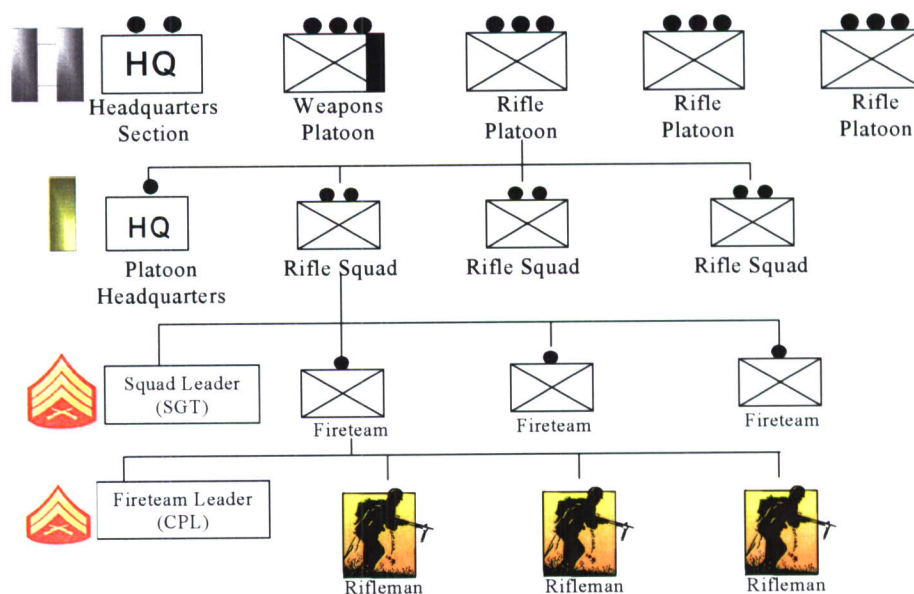 HQ
Headquarters
Section
Weapons
Platoon
Rifle
Platoon
Rifle
Platoon
Rifle
Platoon
HQ
Platoon
Headquarters
Rifle Squad
Rifle Squad
Rifle Squad
Squad Leader
(SGT)
Fireteam
Fireteam
Fireteam
Fireteam Leader
(CPL)
Rifleman
Rifleman
Rifleman